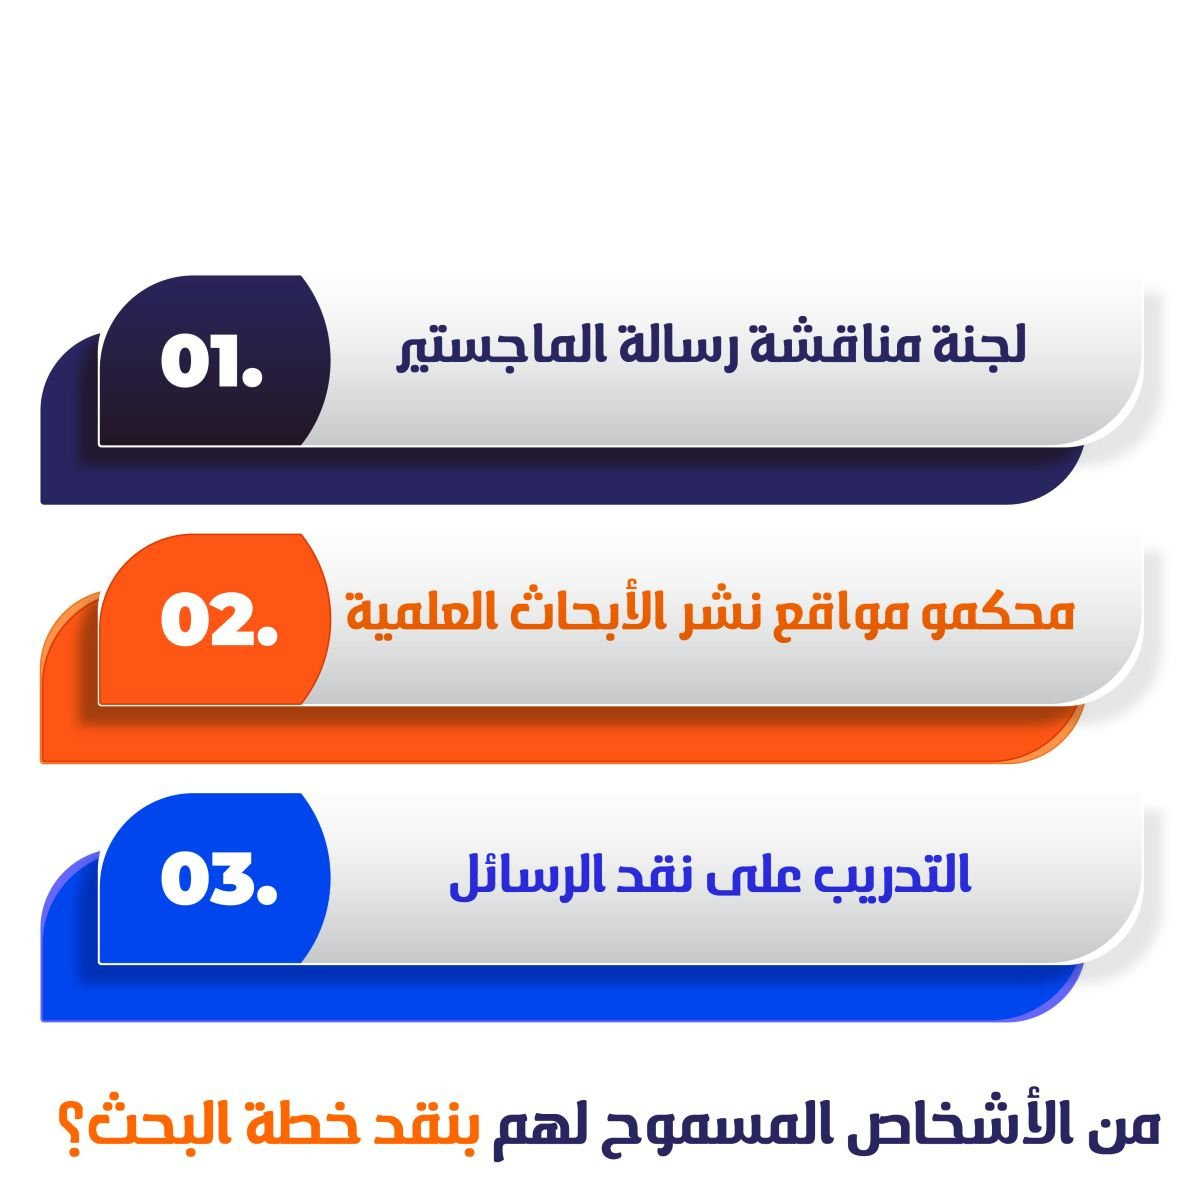 01.
لجنة مناقشة رسالة الماجستير
02.
محكمو مواقع نشر الأبحاث العلمية
03.
التدريب على نقد الرسائل
من الأشخاص المسموح لهم بنقد خطة البحث؟